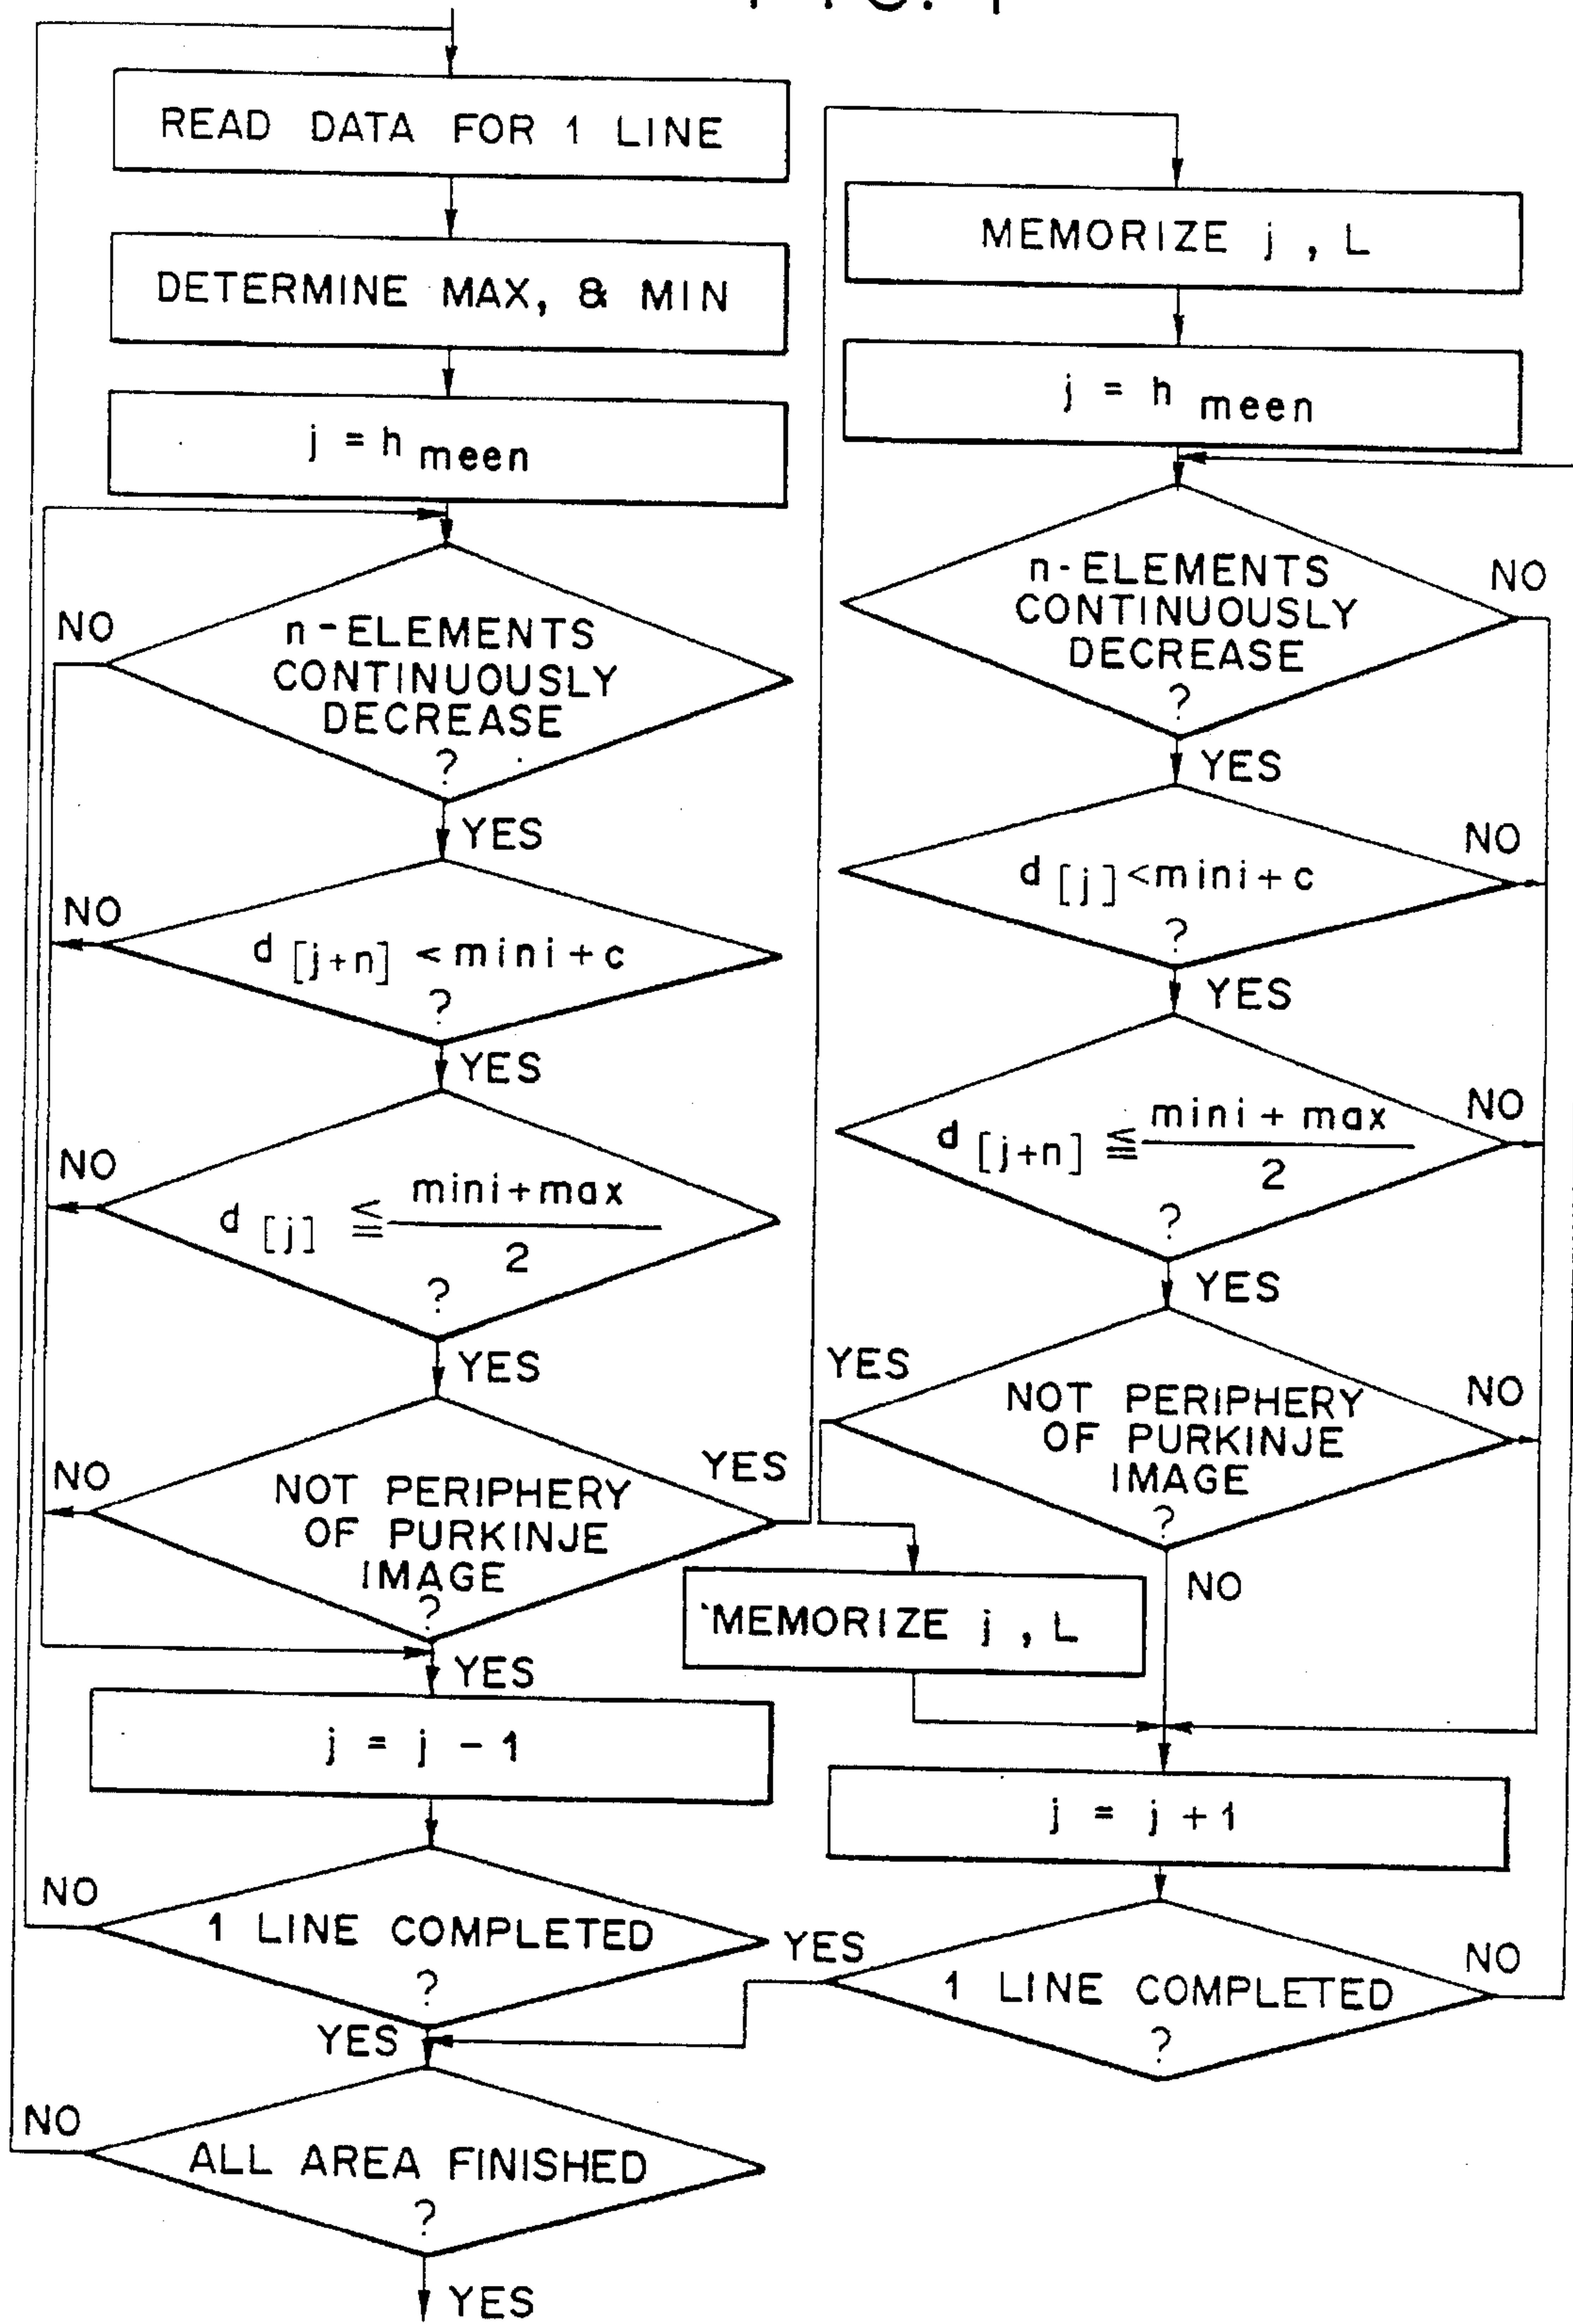 READ DATA FOR 1 LINE
DETERMINE MAX, & MIN
j = h meen
NO
n-ELEMENTS
CONTINUOUSLY
DECREASE
?
YES
NO
d [j+n] < mini + c
?
YES
NO
d [j] ≦ mini+max
2
?
YES
NO
YES
NOT PERIPHERY
OF PURKINJE
IMAGE
?
YES
j = j - 1
NO
1 LINE COMPLETED
?
YES
NO
ALL AREA FINISHED
?
YES
MEMORIZE j , L
j = h meen
n-ELEMENTS
CONTINUOUSLY
DECREASE
?
NO
YES
d [j] < mini + c
?
NO
YES
d [j+n] ≦ mini + max
2
?
NO
YES
YES
NOT PERIPHERY
OF PURKINJE
IMAGE
?
NO
NO
MEMORIZE j , L
j = j + 1
YES
1 LINE COMPLETED
?
NO